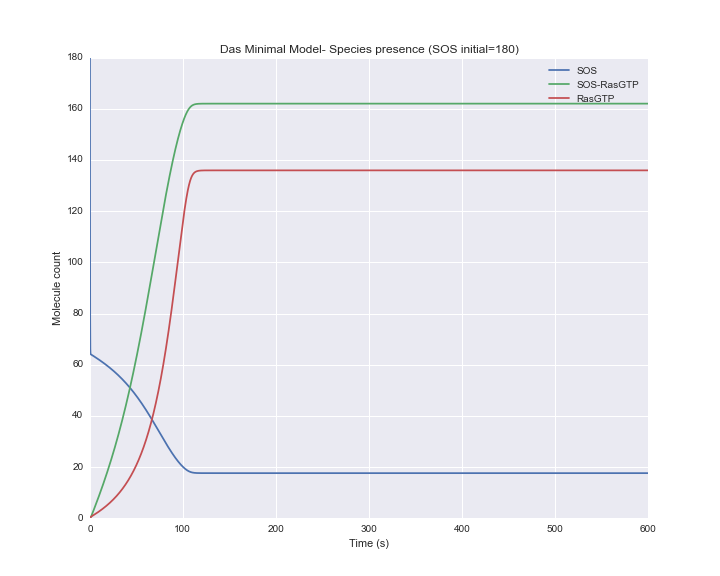 Das Minimal Model- Species presence (SOS initial=180)
180
160
140
120
100
80
60
40
20
0
Molecule count
SOS
SOS-RasGTP
RasGTP
0 100 200 300 400 500 600
Time (s)